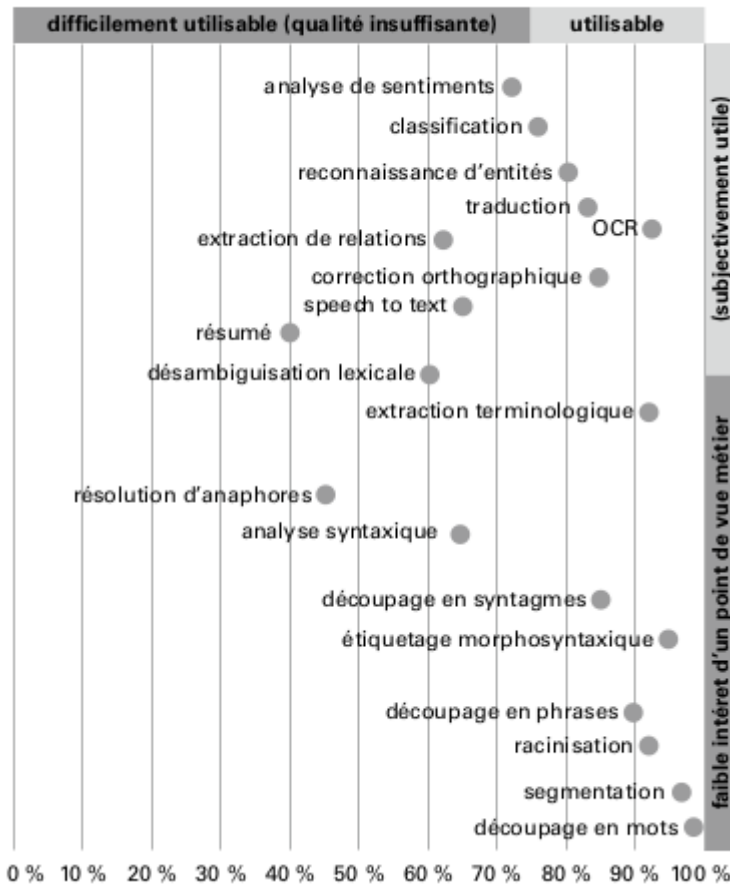 difficilement utilisable (qualité insuffisante)
utilisable
analyse de sentiments
classification
reconnaissance d'entités
traduction
OCR
extraction de relations
correction orthographique
speech to text
résumé
désambiguisation lexicale
extraction terminologique
résolution d'anaphores
analyse syntaxique
découpage en syntagmes
étiquetage morphosyntaxique
découpage en phrases
racinisation
segmentation
découpage en mots
0 % 10 % 20 % 30 % 40 % 50 % 60 % 70 % 80 % 90 % 100 %
(subjectivement utile)
faible intéret d'un point de vue métier